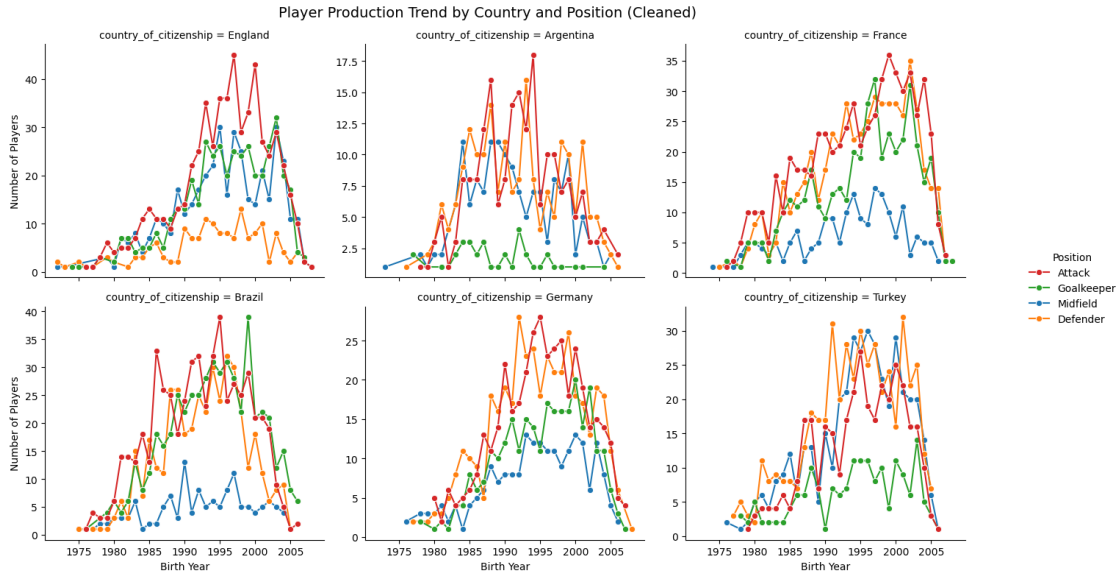 Player Production Trend by Country and Position (Cleaned)
country_of_citizenship = England
country_of_citizenship = Argentina
country_of_citizenship = France
Number of Players
40
30
20
10
0
17.5
15.0
12.5
10.0
7.5
5.0
2.5
35
30
25
20
15
10
5
0
Position
Attack
Goalkeeper
Midfield
Defender
country_of_citizenship = Brazil
country_of_citizenship = Germany
country_of_citizenship = Turkey
Number of Players
40
35
30
25
20
15
10
5
0
25
20
15
10
5
0
30
25
20
15
10
5
0
1975 1980 1985 1990 1995 2000 2005
1975 1980 1985 1990 1995 2000 2005
1975 1980 1985 1990 1995 2000 2005
Birth Year
Birth Year
Birth Year